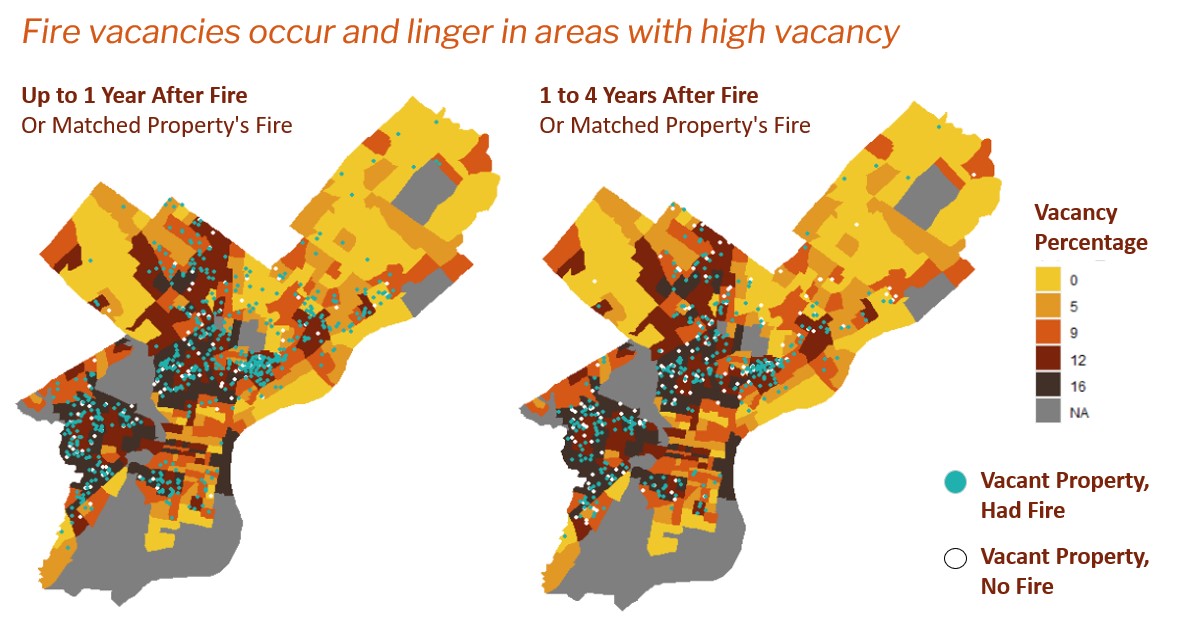 Fire vacancies occur and linger in areas with high vacancy
Up to 1 Year After Fire
Or Matched Property's Fire
1 to 4 Years After Fire
Or Matched Property's Fire
Vacancy
Percentage
0
5
9
12
16
NA
Vacant Property,
Had Fire
Vacant Property,
No Fire